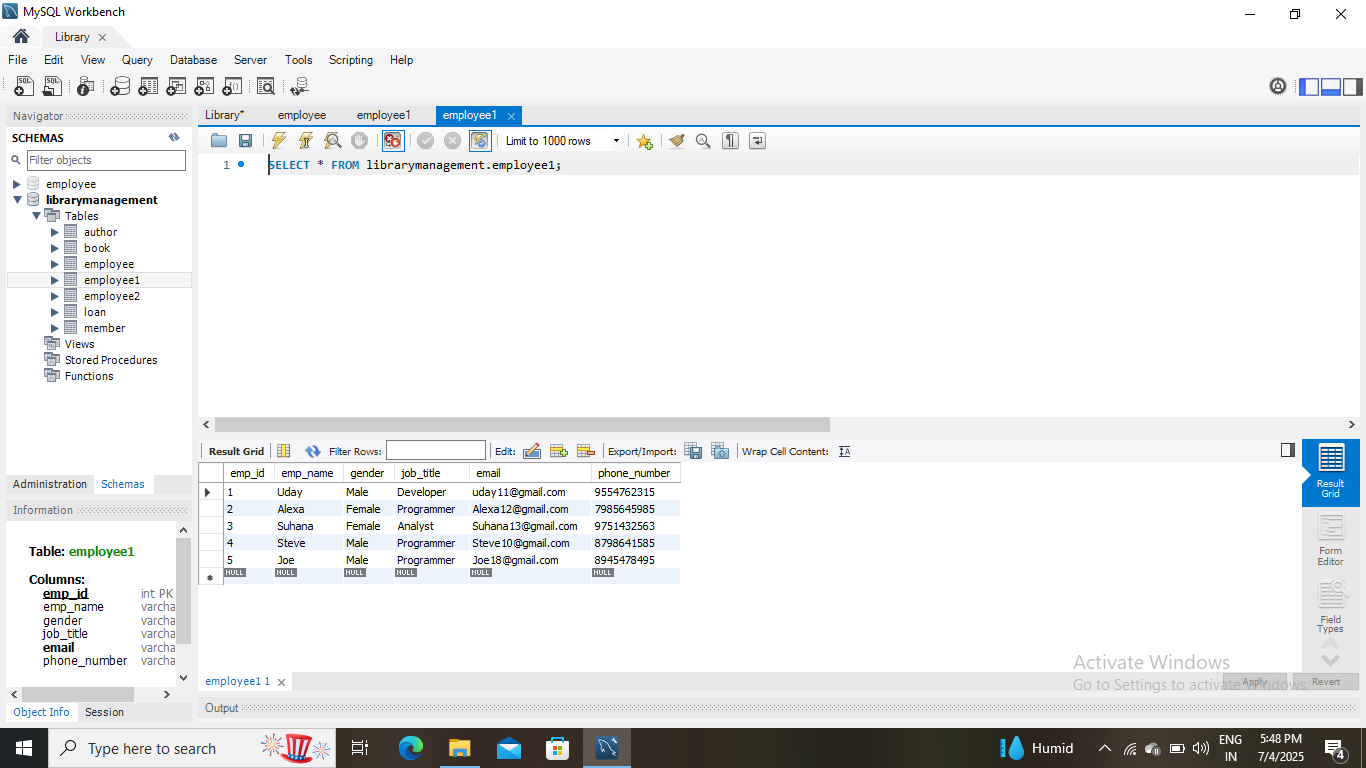 MySQL Workbench
Library
File Edit View Query Database Server Tools Scripting Help
Navigator
SCHEMAS
Filter objects
employee
librarymanagement
Tables
author
book
employee
employee1
employee2
loan
member
Views
Stored Procedures
Functions
Administration Schemas
Information
Table: employee1
Columns:
emp_id int PK
emp_name varcha
gender varcha
job_title varcha
email varcha
phone_number varcha
Object Info Session
Library* employee employee1 employee1
Limit to 1000 rows
1 SELECT * FROM librarymanagement.employee1;
Result Grid Filter Rows: Edit: Export/Import: Wrap Cell Content:
emp_id emp_name gender job_title email phone_number
1 Uday Male Developer uday11@gmail.com 9554762315
2 Alexa Female Programmer Alexa12@gmail.com 7985645985
3 Suhana Female Analyst Suhana13@gmail.com 9751432563
4 Steve Male Programmer Steve10@gmail.com 8798641585
5 Joe Male Programmer Joe18@gmail.com 8945478495
NULL NULL NULL NULL NULL NULL
Result
Grid
Form
Editor
Field
Types
employee1 1
Apply Revert
Activate Windows
Go to Settings to activate Windows.
Output
Type here to search
Humid
ENG
IN
5:48 PM
7/4/2025
4